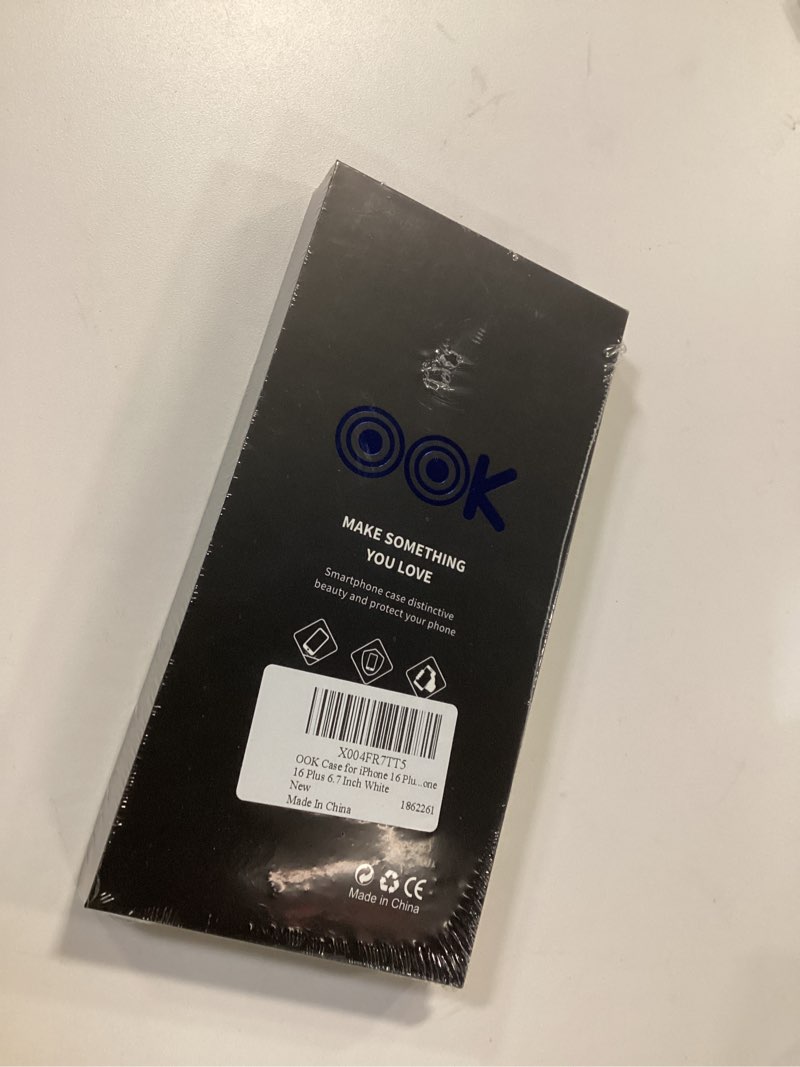 OOK
MAKE SOMETHING
YOU LOVE
Smartphone case distinctive
beauty and protect your phone
X004FR7TT5
OOK Case for iPhone 16 Plu...one
16 Plus 6.7 Inch White
New
Made In China 1862261
CE
Made in China